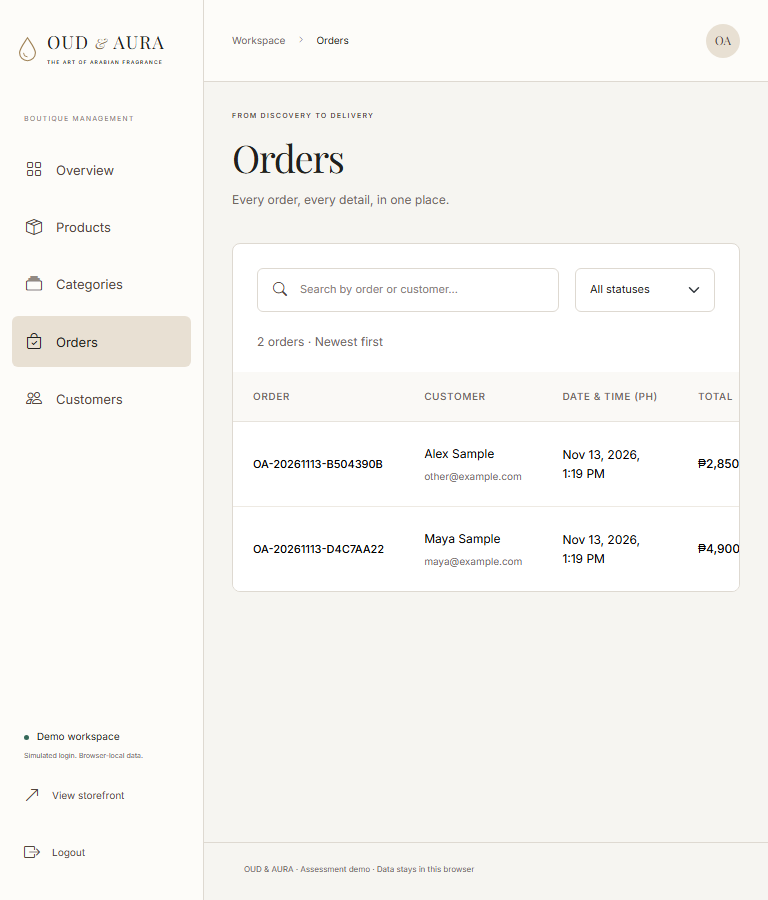 OUD & AURA
THE ART OF ARABIAN FRAGRANCE
BOUTIQUE MANAGEMENT
Overview
Products
Categories
Orders
Customers
Demo workspace
Simulated login. Browser-local data.
View storefront
Logout
Workspace > Orders
OA
FROM DISCOVERY TO DELIVERY
Orders
Every order, every detail, in one place.
Search by order or customer...
All statuses
2 orders · Newest first
ORDER CUSTOMER DATE & TIME (PH) TOTAL
OA-20261113-B504390B Alex Sample other@example.com Nov 13, 2026, 1:19 PM ₱2,850
OA-20261113-D4C7AA22 Maya Sample maya@example.com Nov 13, 2026, 1:19 PM ₱4,900
OUD & AURA · Assessment demo · Data stays in this browser